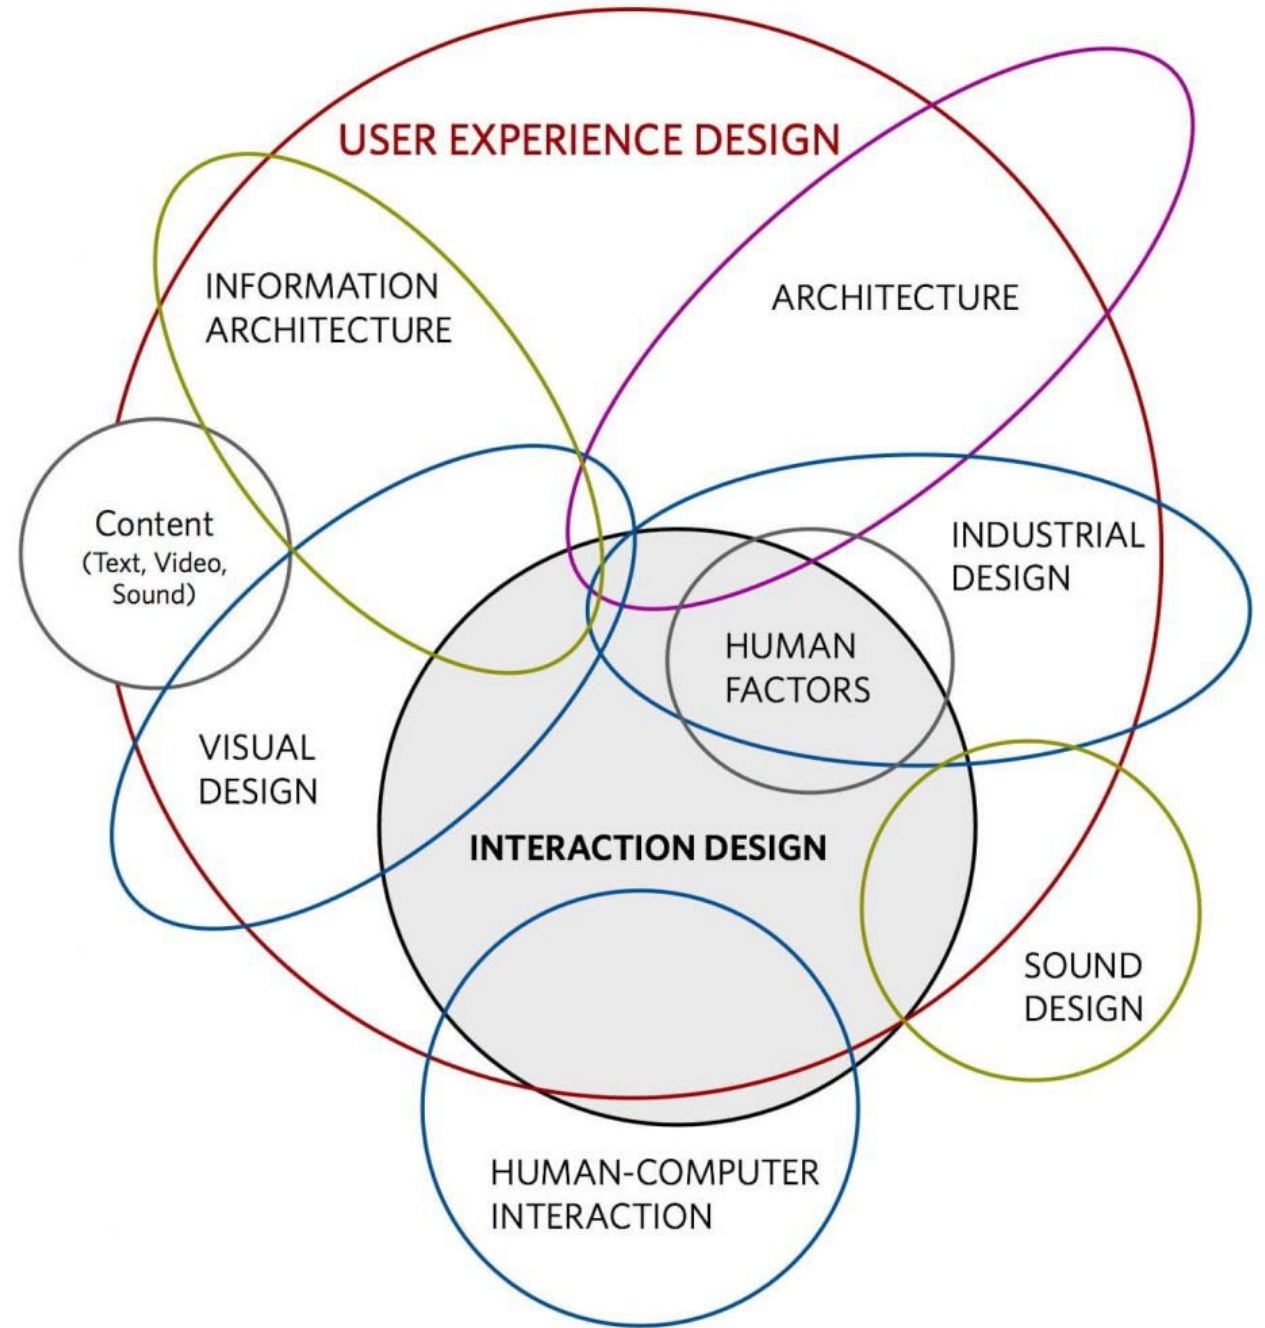 USER EXPERIENCE DESIGN
INFORMATION
ARCHITECTURE
ARCHITECTURE
Content
(Text, Video,
Sound)
INDUSTRIAL
DESIGN
HUMAN
FACTORS
VISUAL
DESIGN
INTERACTION DESIGN
SOUND
DESIGN
HUMAN-COMPUTER
INTERACTION